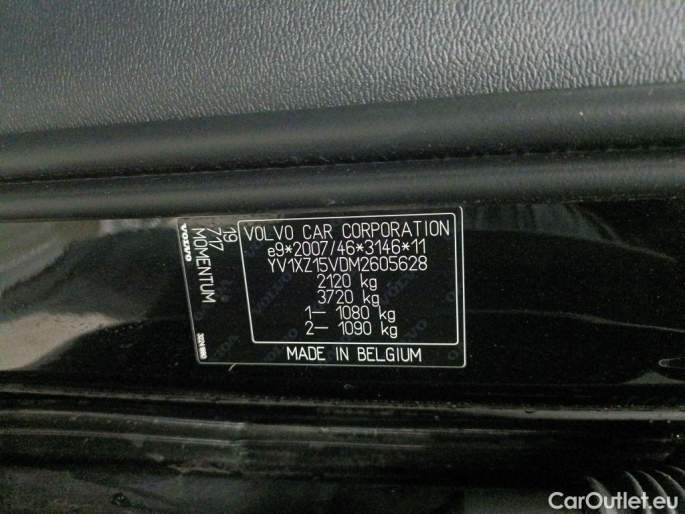 VOLVO CAR CORPORATION
e9*2007/46*3146*11
YV1XZ15VDM2605628
2120 kg
3720 kg
1– 1080 kg
2– 1090 kg
MADE IN BELGIUM
19
717
MOMENTUM
VOLVO
CarOutlet.eu